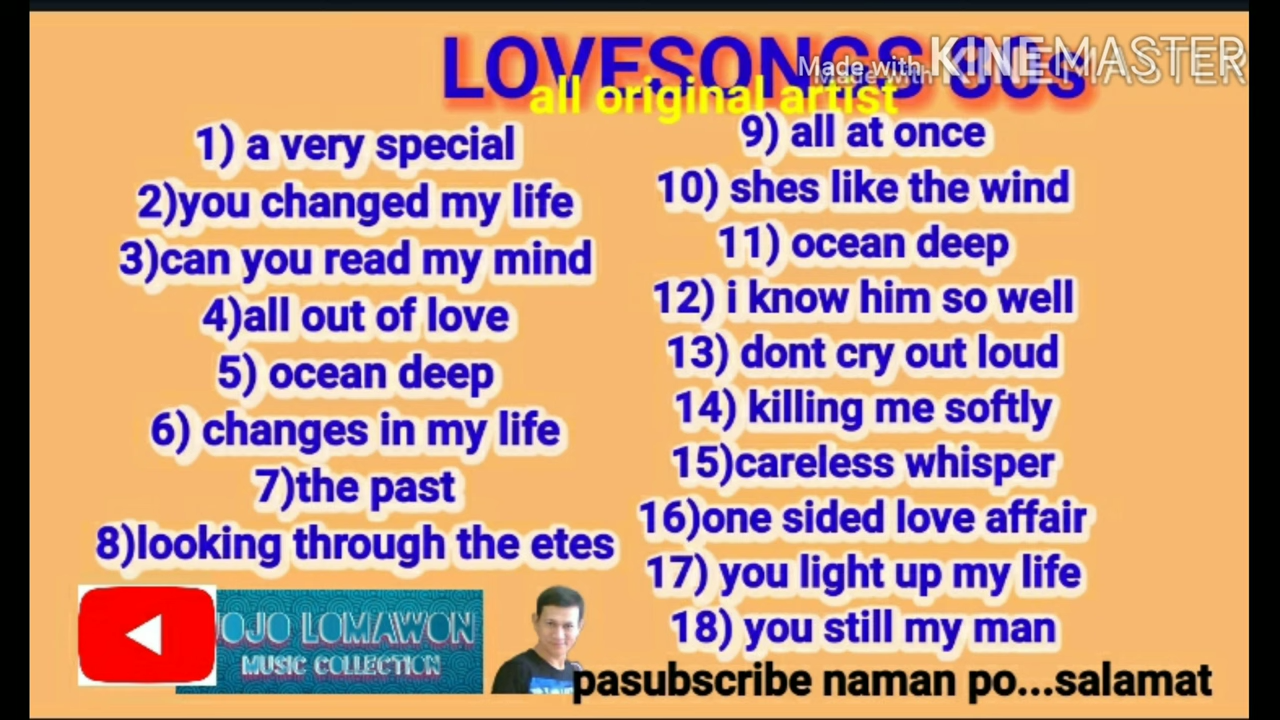 LOVESONGS 80s
Made with KINEMASTER
all original artist
1) a very special
2)you changed my life
3)can you read my mind
4)all out of love
5) ocean deep
6) changes in my life
7)the past
8)looking through the etes
9) all at once
10) shes like the wind
11) ocean deep
12) i know him so well
13) dont cry out loud
14) killing me softly
15)careless whisper
16)one sided love affair
17) you light up my life
18) you still my man
LOMAWON
MUSIC COLLECTION
pasubscribe naman po...salamat